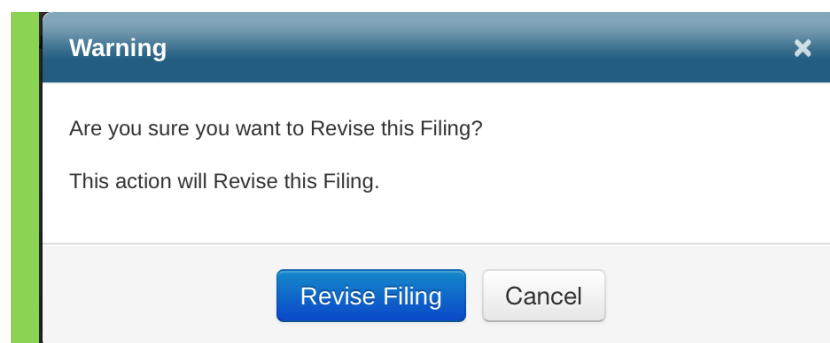 Warning
Are you sure you want to Revise this Filing?
This action will Revise this Filing.
Revise Filing
Cancel